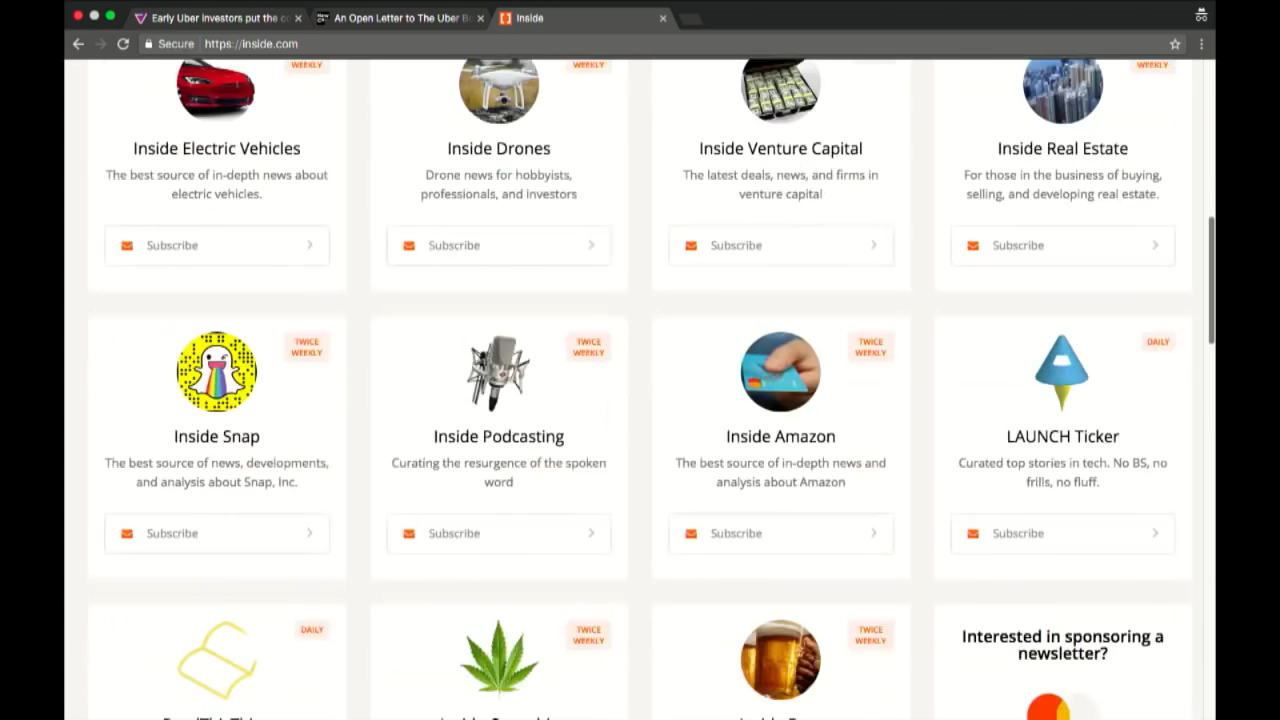 Early Uber investors put the co
An Open Letter to The Uber Bo
Inside
Secure
https://inside.com
WEEKLY
WEEKLY
WEEKLY
Inside Electric Vehicles
The best source of in-depth news about
electric vehicles.
Subscribe
Inside Drones
Drone news for hobbyists,
professionals, and investors
Subscribe
Inside Venture Capital
The latest deals, news, and firms in
venture capital
Subscribe
Inside Real Estate
For those in the business of buying,
selling, and developing real estate.
Subscribe
TWICE
WEEKLY
Inside Snap
The best source of news, developments,
and analysis about Snap, Inc.
Subscribe
TWICE
WEEKLY
Inside Podcasting
Curating the resurgence of the spoken
word
Subscribe
TWICE
WEEKLY
Inside Amazon
The best source of in-depth news and
analysis about Amazon
Subscribe
DAILY
LAUNCH Ticker
Curated top stories in tech. No BS, no
frills, no fluff.
Subscribe
DAILY
TWICE
WEEKLY
TWICE
WEEKLY
Interested in sponsoring a
newsletter?